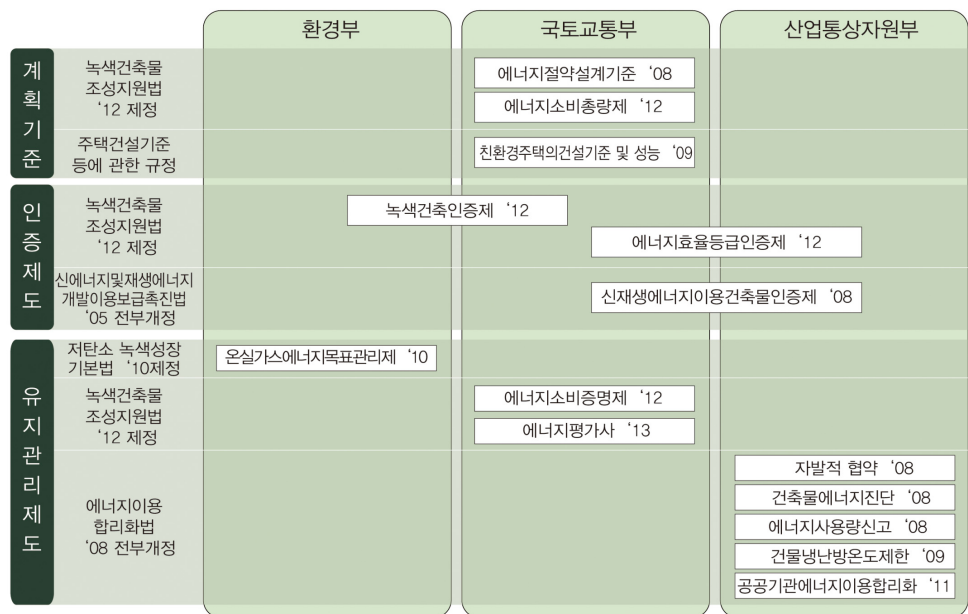 환경부
국토교통부
산업통상자원부
계획기준
녹색건축물
조성지원법
‘12 제정
에너지절약설계기준 ‘08
에너지소비총량제 ‘12
주택건설기준
등에 관한 규정
친환경주택의건설기준 및 성능 ‘09
인증제도
녹색건축물
조성지원법
‘12 제정
녹색건축인증제 ‘12
에너지효율등급인증제 ‘12
신에너지및재생에너지
개발이용보급촉진법
‘05 전부개정
신재생에너지이용건축물인증제 ‘08
유지관리제도
저탄소 녹색성장
기본법 ‘10제정
온실가스에너지목표관리제 ‘10
녹색건축물
조성지원법
‘12 제정
에너지소비증명제 ‘12
에너지평가사 ‘13
에너지이용
합리화법
‘08 전부개정
자발적 협약 ‘08
건축물에너지진단 ‘08
에너지사용량신고 ‘08
건물냉난방온도제한 ‘09
공공기관에너지이용합리화 ‘11